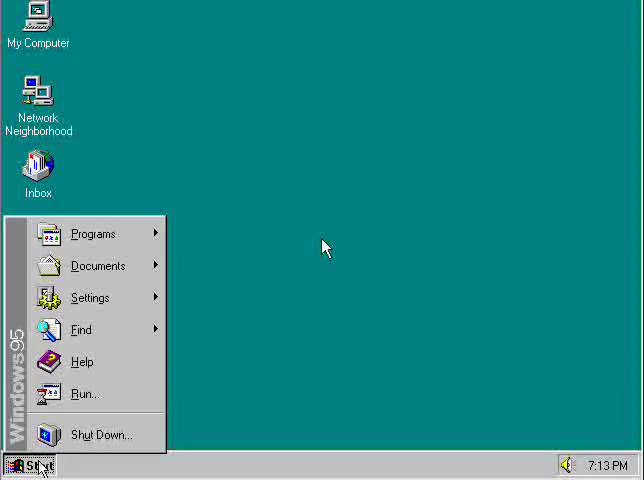 My Computer
Network
Neighborhood
Inbox
Programs
Documents
Settings
Find
Help
Run...
Shut Down...
Windows95
Start
7:13 PM